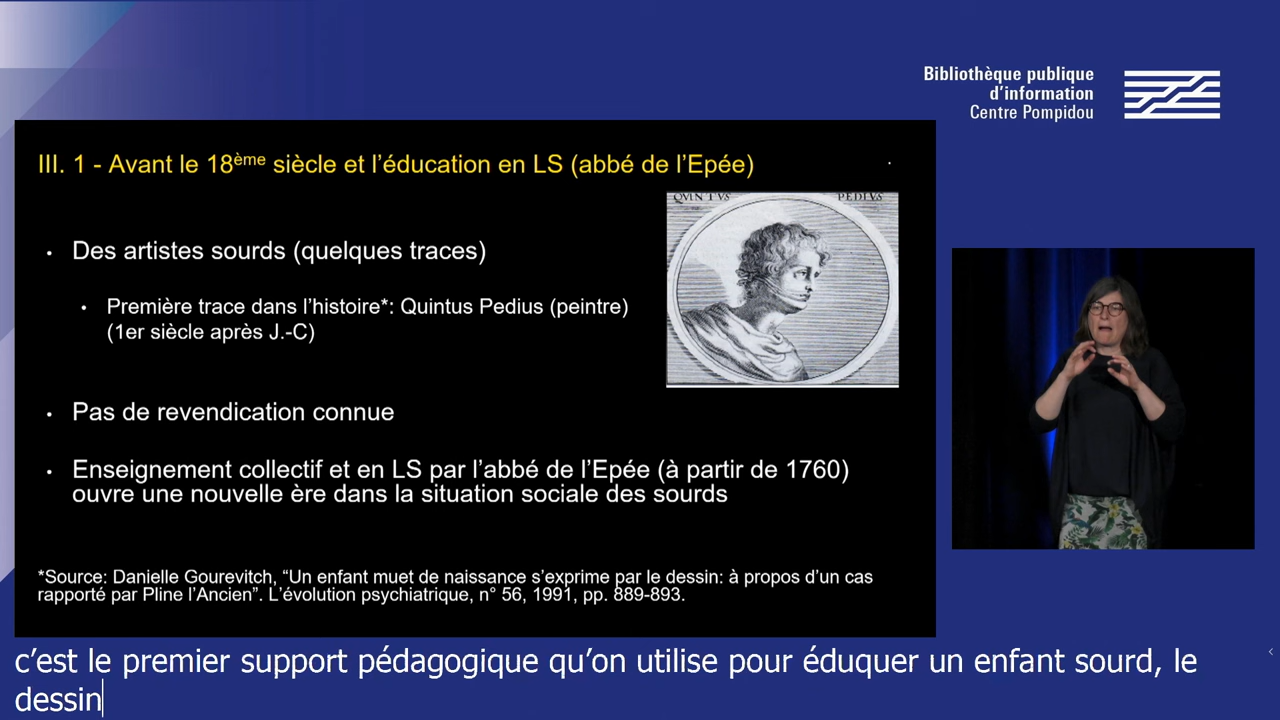 Bibliothèque publique
d'information
Centre Pompidou
III. 1 - Avant le 18ème siècle et l'éducation en LS (abbé de l'Epée)
QVINTVS PEDIVS
• Des artistes sourds (quelques traces)
• Première trace dans l'histoire*: Quintus Pedius (peintre)
(1er siècle après J.-C)
• Pas de revendication connue
• Enseignement collectif et en LS par l'abbé de l'Epée (à partir de 1760)
ouvre une nouvelle ère dans la situation sociale des sourds
*Source: Danielle Gourevitch, “Un enfant muet de naissance s'exprime par le dessin: à propos d'un cas
rapporté par Pline l'Ancien”. L'évolution psychiatrique, n° 56, 1991, pp. 889-893.
c'est le premier support pédagogique qu'on utilise pour éduquer un enfant sourd, le
dessin